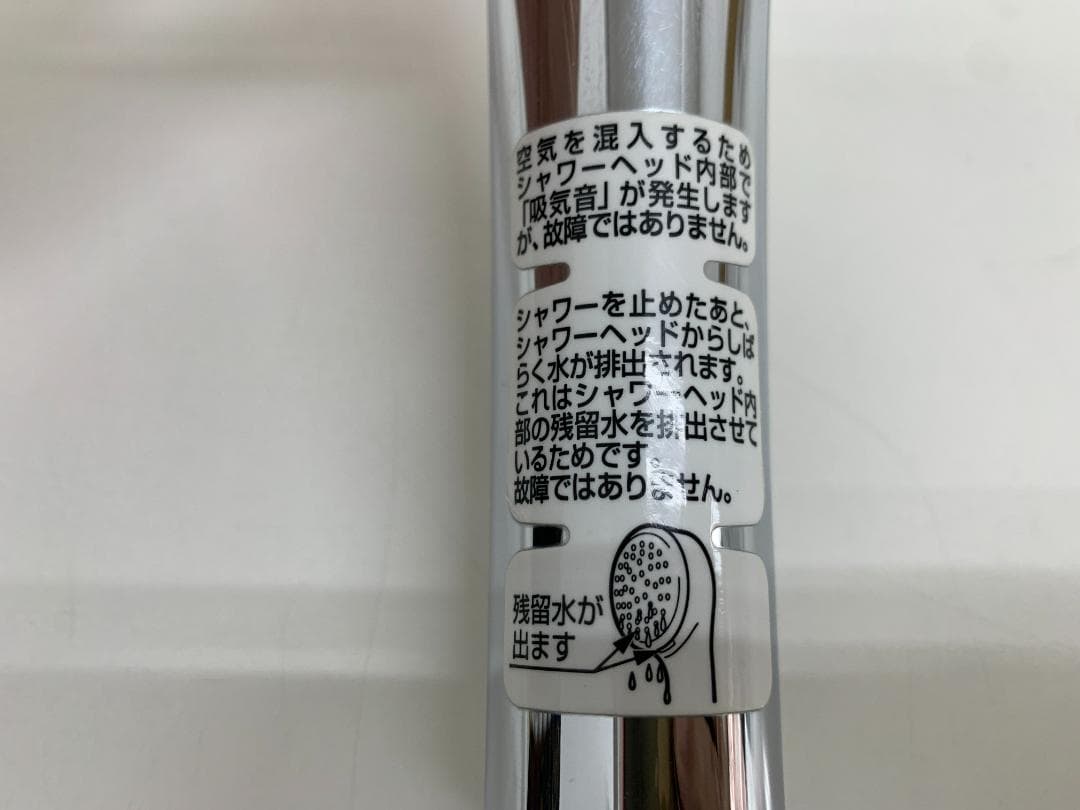 空気を混入するため
シャワーヘッド内部で
「吸気音」が発生します
が、故障ではありません。
シャワーを止めたあと、
シャワーヘッドからしば
らく水が排出されます。
これはシャワーヘッド内
部の残留水を排出させて
いるためです。
故障ではありません。
残留水が
出ます